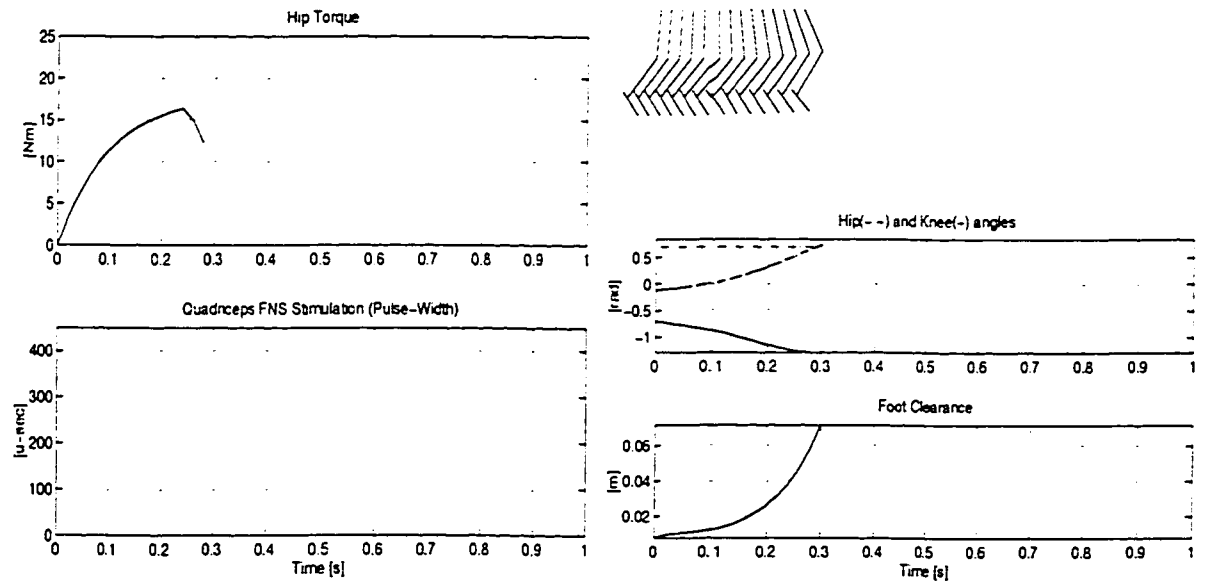 Hip Torque
25
20
15
10
5
0
[Nm]
0 0.1 0.2 0.3 0.4 0.5 0.6 0.7 0.8 0.9 1
Quadriceps FNS Stimulation (Pulse-Width)
400
300
200
100
0
[u-sec]
0 0.1 0.2 0.3 0.4 0.5 0.6 0.7 0.8 0.9 1
Time [s]
Hip(- -) and Knee(-) angles
0.5
0
-0.5
-1
[rad]
0 0.1 0.2 0.3 0.4 0.5 0.6 0.7 0.8 0.9 1
Foot Clearance
0.06
0.04
0.02
[m]
0 0.1 0.2 0.3 0.4 0.5 0.6 0.7 0.8 0.9 1
Time [s]